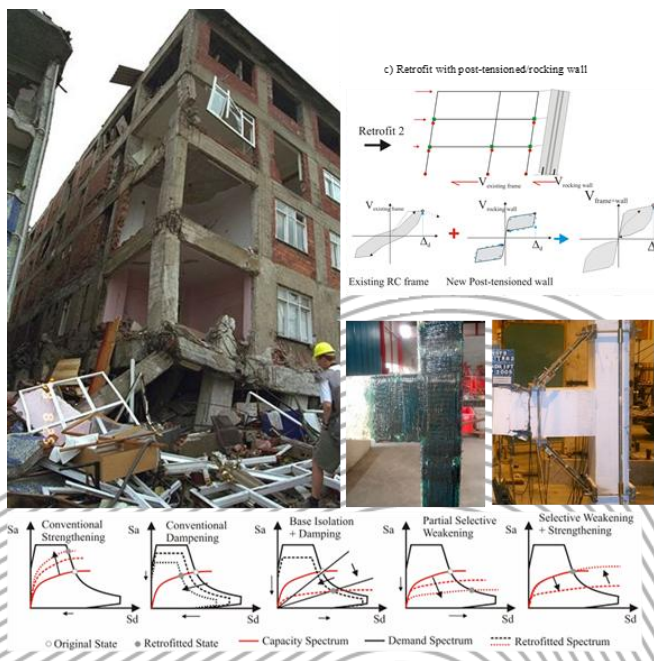 c) Retrofit with post-tensioned/rocking wall
Retrofit 2
V existing frame
V rocking wall
V existing frame
V rocking wall
V frame+wall
Δd
Δd
Δ
Existing RC frame
New Post-tensioned wall
Sa
Conventional
Strengthening
Sd
Sa
Conventional
Dampening
Sd
Sa
Base Isolation
+ Damping
Sd
Sa
Partial Selective
Weakening
Sd
Sa
Selective Weakening
+ Strengthening
Sd
Original State
Retrofitted State
Capacity Spectrum
Demand Spectrum
Retrofitted Spectrum